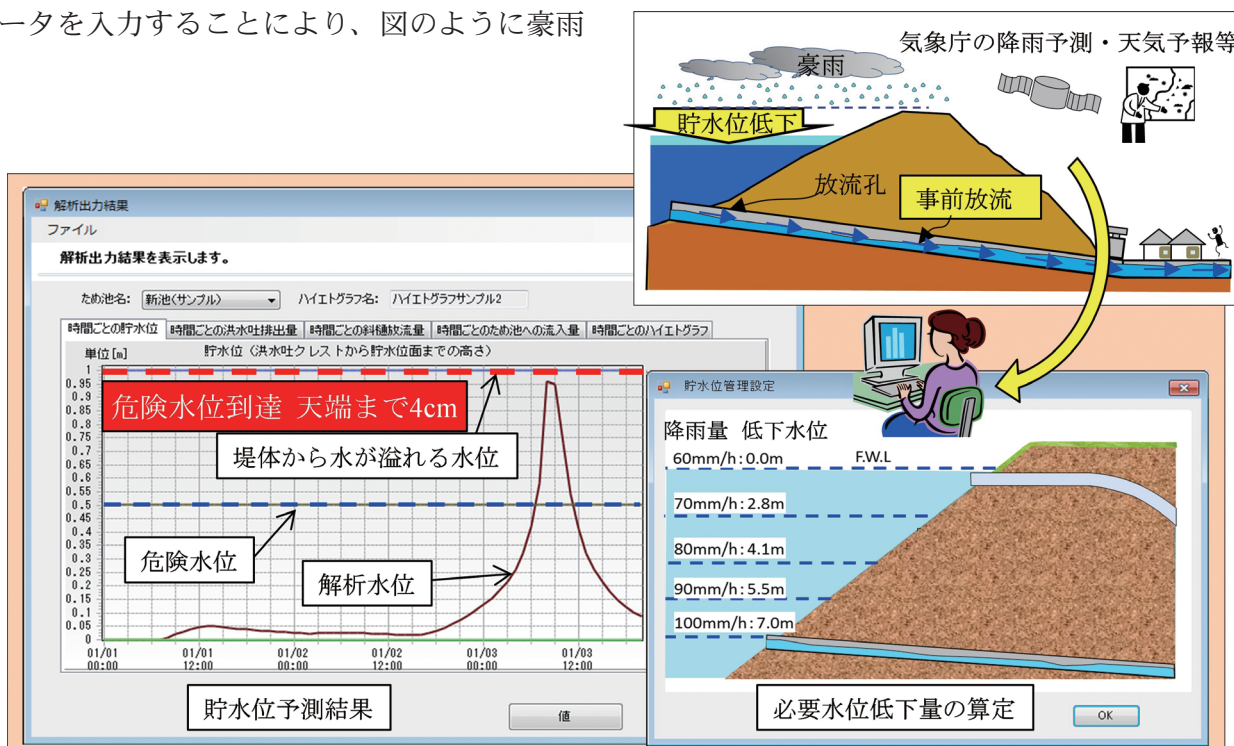 ータを入力することにより、図のように豪雨
気象庁の降雨予測・天気予報等
豪雨
貯水位低下
放流孔
事前放流
解析出力結果
ファイル
解析出力結果を表示します。
ため池名: 新池(サンプル) ハイエトグラフ名: ハイエトグラフサンプル2
時間ごとの貯水位 時間ごとの洪水吐排出量 時間ごとの斜樋放流量 時間ごとのため池への流入量 時間ごとのハイエトグラフ
単位[m] 貯水位(洪水吐クレストから貯水位面までの高さ)
1
0.95
0.9
0.85
0.8
0.75
0.7
0.65
0.6
0.55
0.5
0.45
0.4
0.35
0.3
0.25
0.2
0.15
0.1
0.05
0
危険水位到達 天端まで4cm
堤体から水が溢れる水位
危険水位
解析水位
01/01 01/01 01/02 01/02 01/03 01/03
00:00 12:00 00:00 12:00 00:00 12:00
貯水位予測結果
値
貯水位管理設定
降雨量 低下水位
60mm/h:0.0m F.W.L
70mm/h:2.8m
80mm/h:4.1m
90mm/h:5.5m
100mm/h:7.0m
必要水位低下量の算定
OK